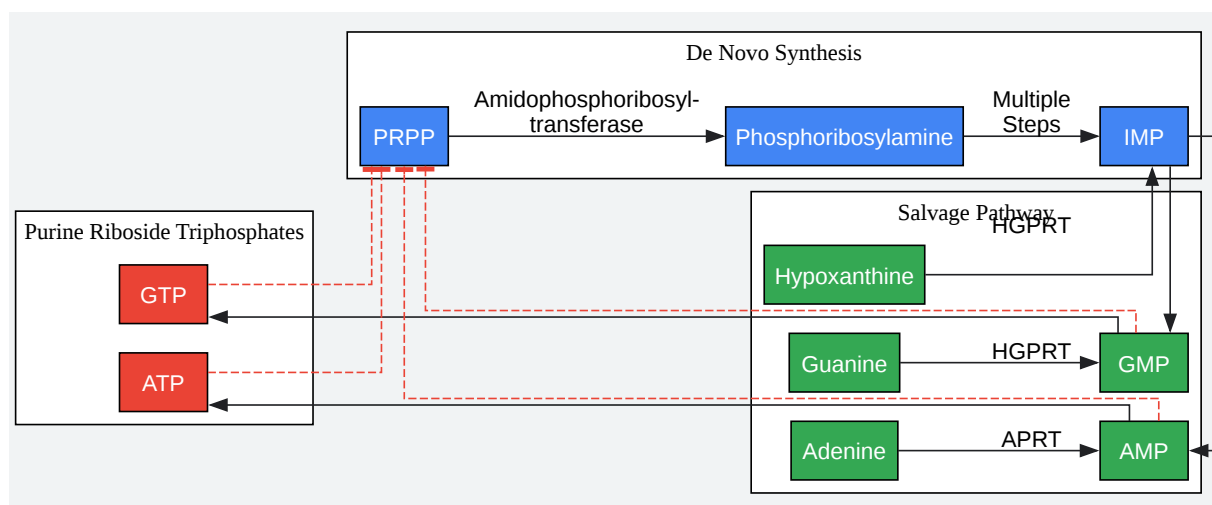 De Novo Synthesis
Amidophosphoribosyl-
transferase
Multiple
Steps
PRPP
Phosphoribosylamine
IMP
Purine Riboside Triphosphates
Salvage Pathway
HGPRT
Hypoxanthine
GTP
Guanine
HGPRT
GMP
ATP
Adenine
APRT
AMP